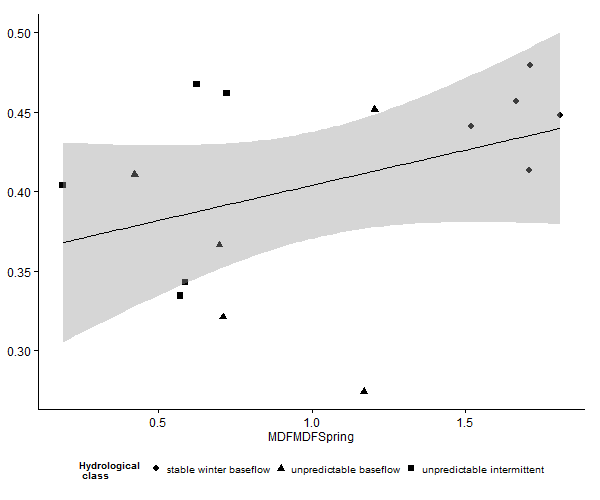 0.50
0.45
0.40
0.35
0.30
0.5 1.0 1.5
MDFMDFSpring
Hydrological
class
stable winter baseflow unpredictable baseflow unpredictable intermittent